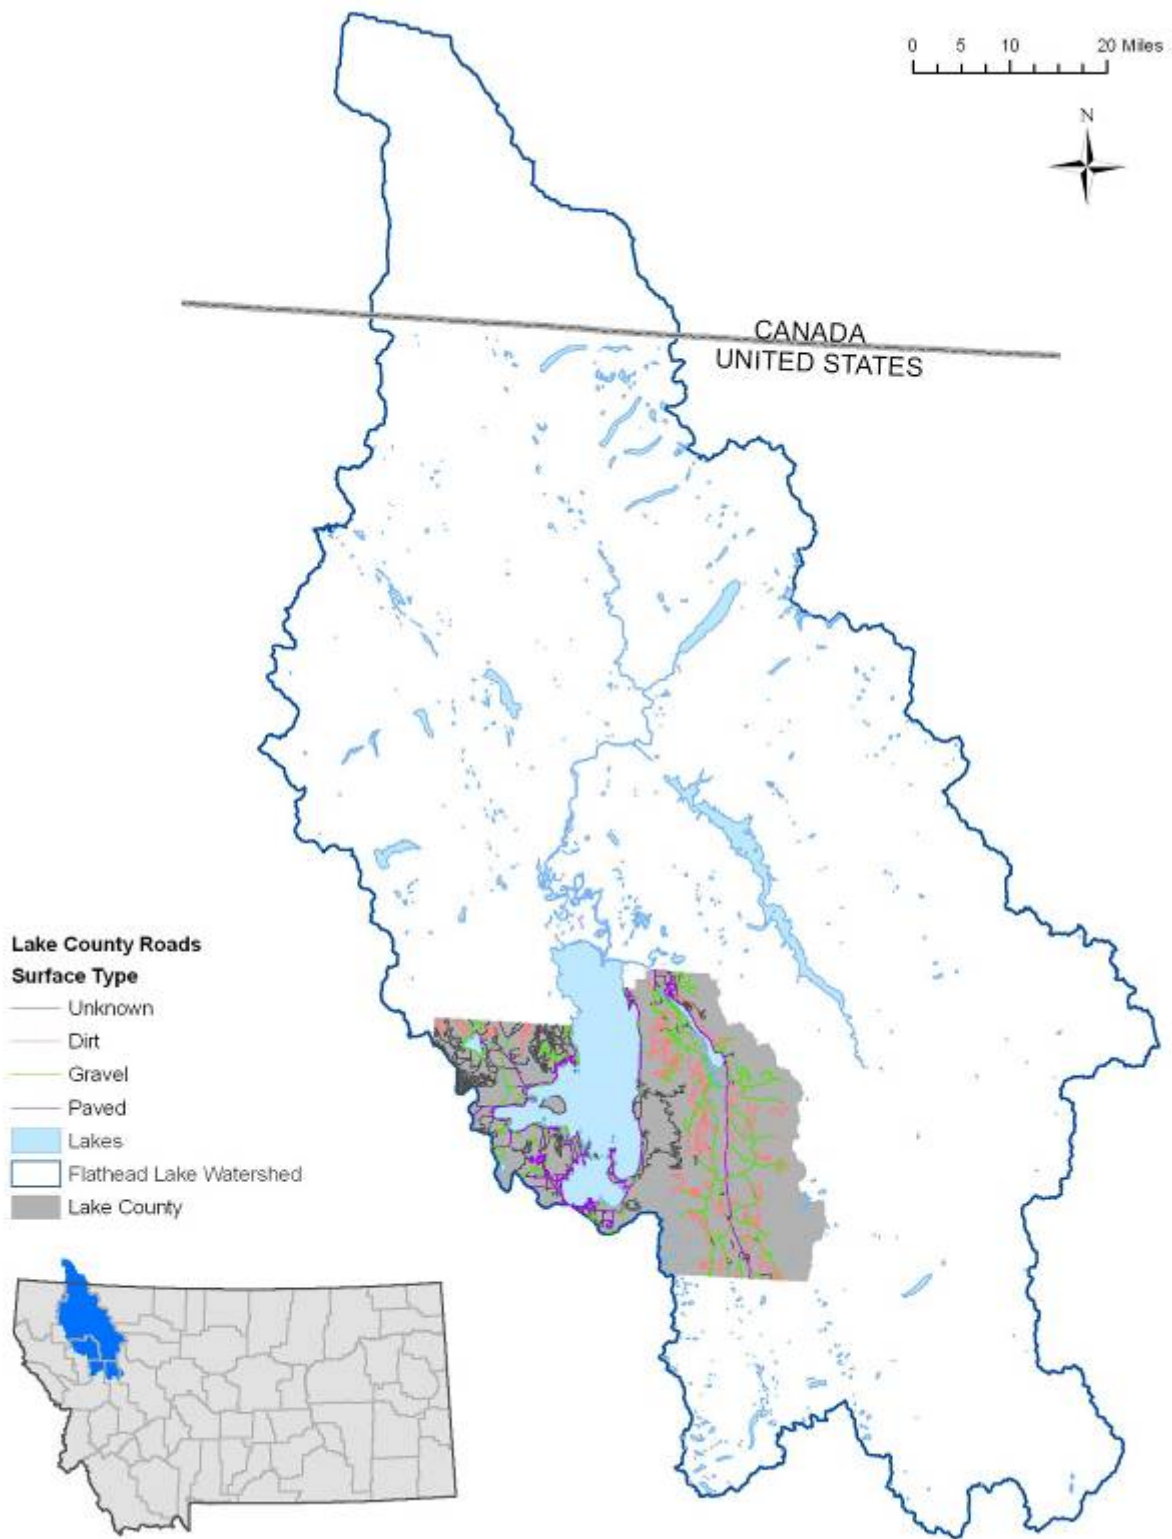 0 5 10 20 Miles
N
CANADA
UNITED STATES
Lake County Roads
Surface Type
Unknown
Dirt
Gravel
Paved
Lakes
Flathead Lake Watershed
Lake County